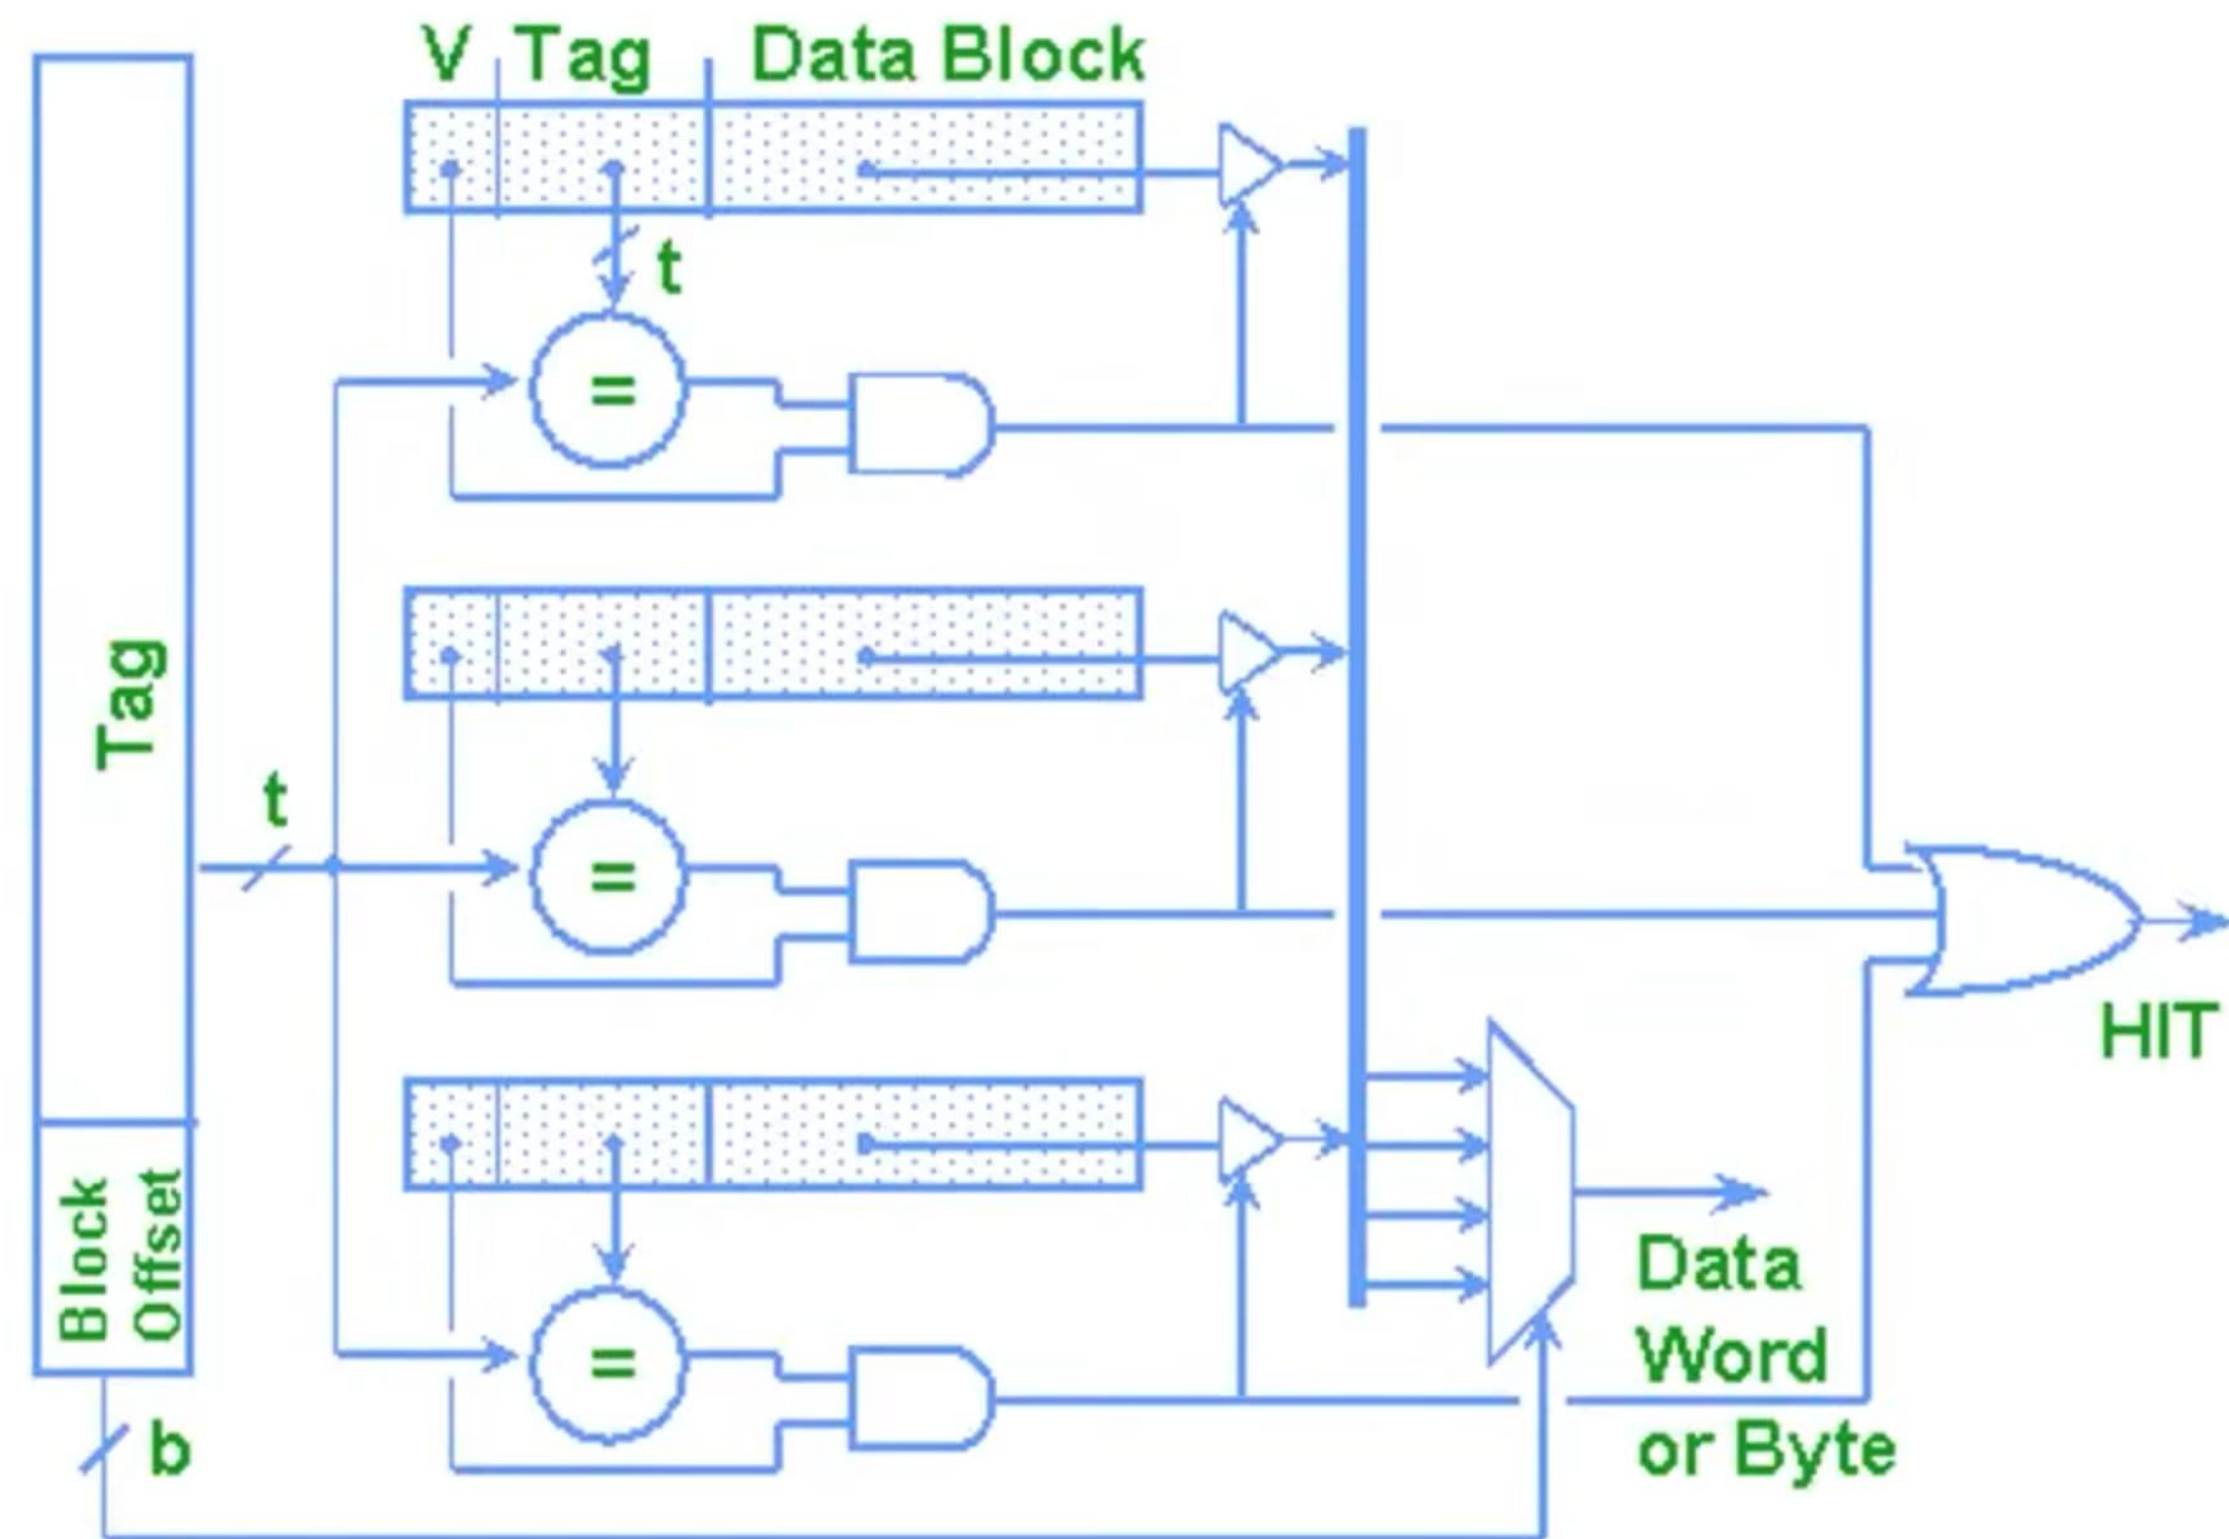 V Tag Data Block
t
=
Tag
t
=
HIT
Block
Offset
=
Data
Word
or Byte
b